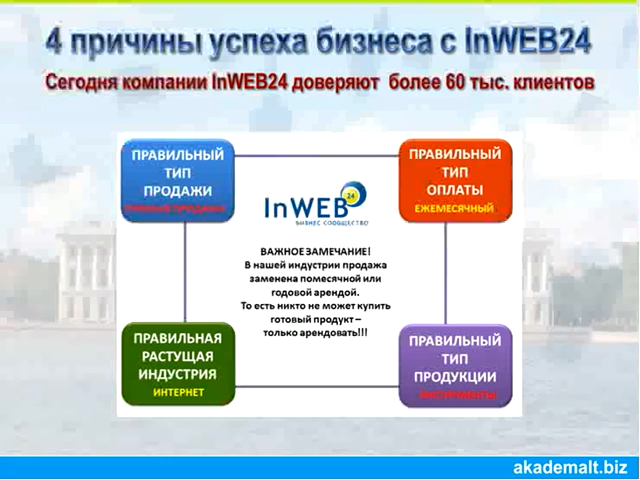 4 причины успеха бизнеса с InWEB24
Сегодня компании InWEB24 доверяют более 60 тыс. клиентов
ПРАВИЛЬНЫЙ
ТИП
ПРОДАЖИ
ПРАВИЛЬНЫЙ
ТИП
ОПЛАТЫ
ЕЖЕМЕСЯЧНЫЙ
InWEB 24
БИЗНЕС СООБЩЕСТВО
ВАЖНОЕ ЗАМЕЧАНИЕ!
В нашей индустрии продажа
заменена помесячной или
годовой арендой.
То есть никто не может купить
готовый продукт –
только арендовать!!!
ПРАВИЛЬНАЯ
РАСТУЩАЯ
ИНДУСТРИЯ
ИНТЕРНЕТ
ПРАВИЛЬНЫЙ
ТИП
ПРОДУКЦИИ
ИНСТРУМЕНТЫ
akademalt.biz